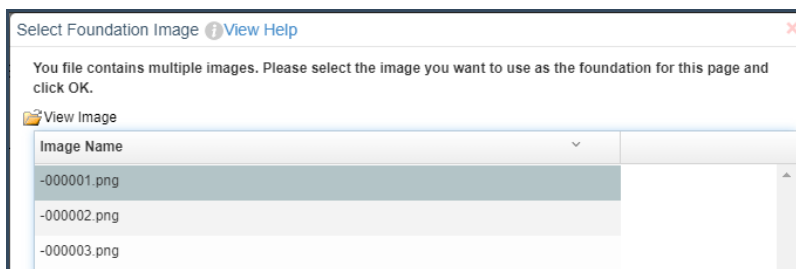 Select Foundation Image View Help
You file contains multiple images. Please select the image you want to use as the foundation for this page and
click OK.
View Image
Image Name
-000001.png
-000002.png
-000003.png